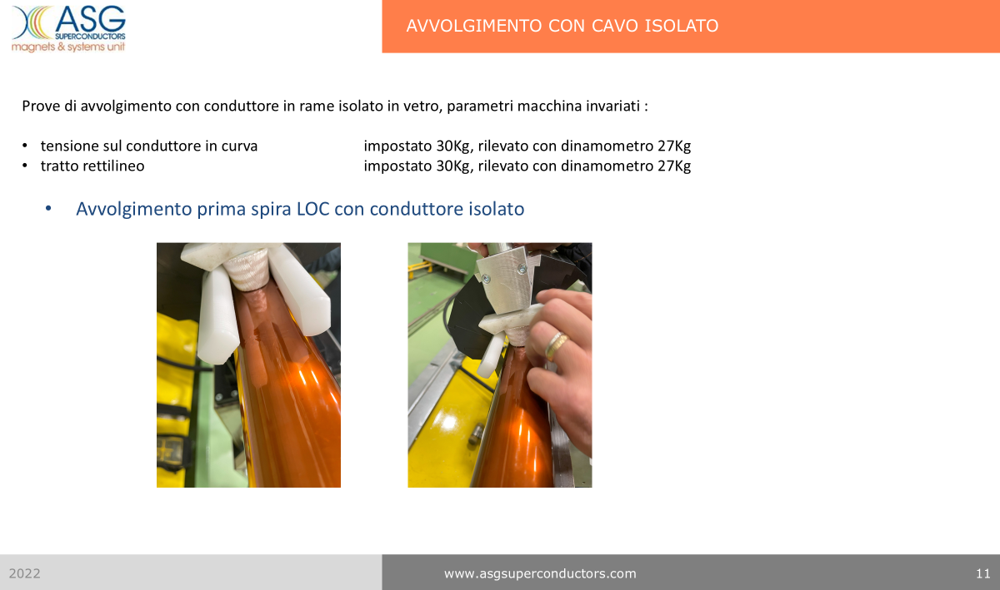 ASG
SUPERCONDUCTORS
magnets & systems unit
AVVOLGIMENTO CON CAVO ISOLATO
Prove di avvolgimento con conduttore in rame isolato in vetro, parametri macchina invariati :
• tensione sul conduttore in curva impostato 30Kg, rilevato con dinamometro 27Kg
• tratto rettilineo impostato 30Kg, rilevato con dinamometro 27Kg
• Avvolgimento prima spira LOC con conduttore isolato
2022
www.asgsuperconductors.com
11